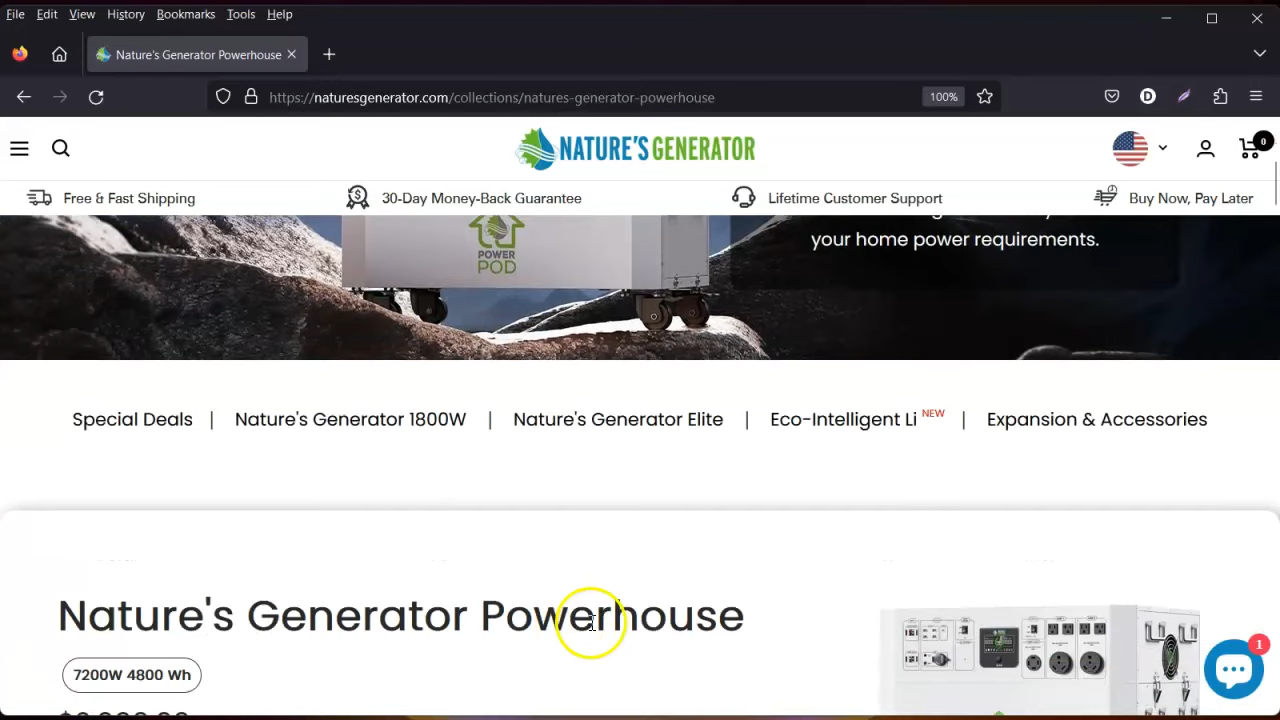 File Edit View History Bookmarks Tools Help
Nature's Generator Powerhouse
https://naturesgenerator.com/collections/natures-generator-powerhouse
100%
NATURE'S GENERATOR
0
Free & Fast Shipping
30-Day Money-Back Guarantee
Lifetime Customer Support
Buy Now, Pay Later
your home power requirements.
POWER
POD
Special Deals | Nature's Generator 1800W | Nature's Generator Elite | Eco-Intelligent Li NEW | Expansion & Accessories
Nature's Generator Powerhouse
7200W 4800 Wh
1